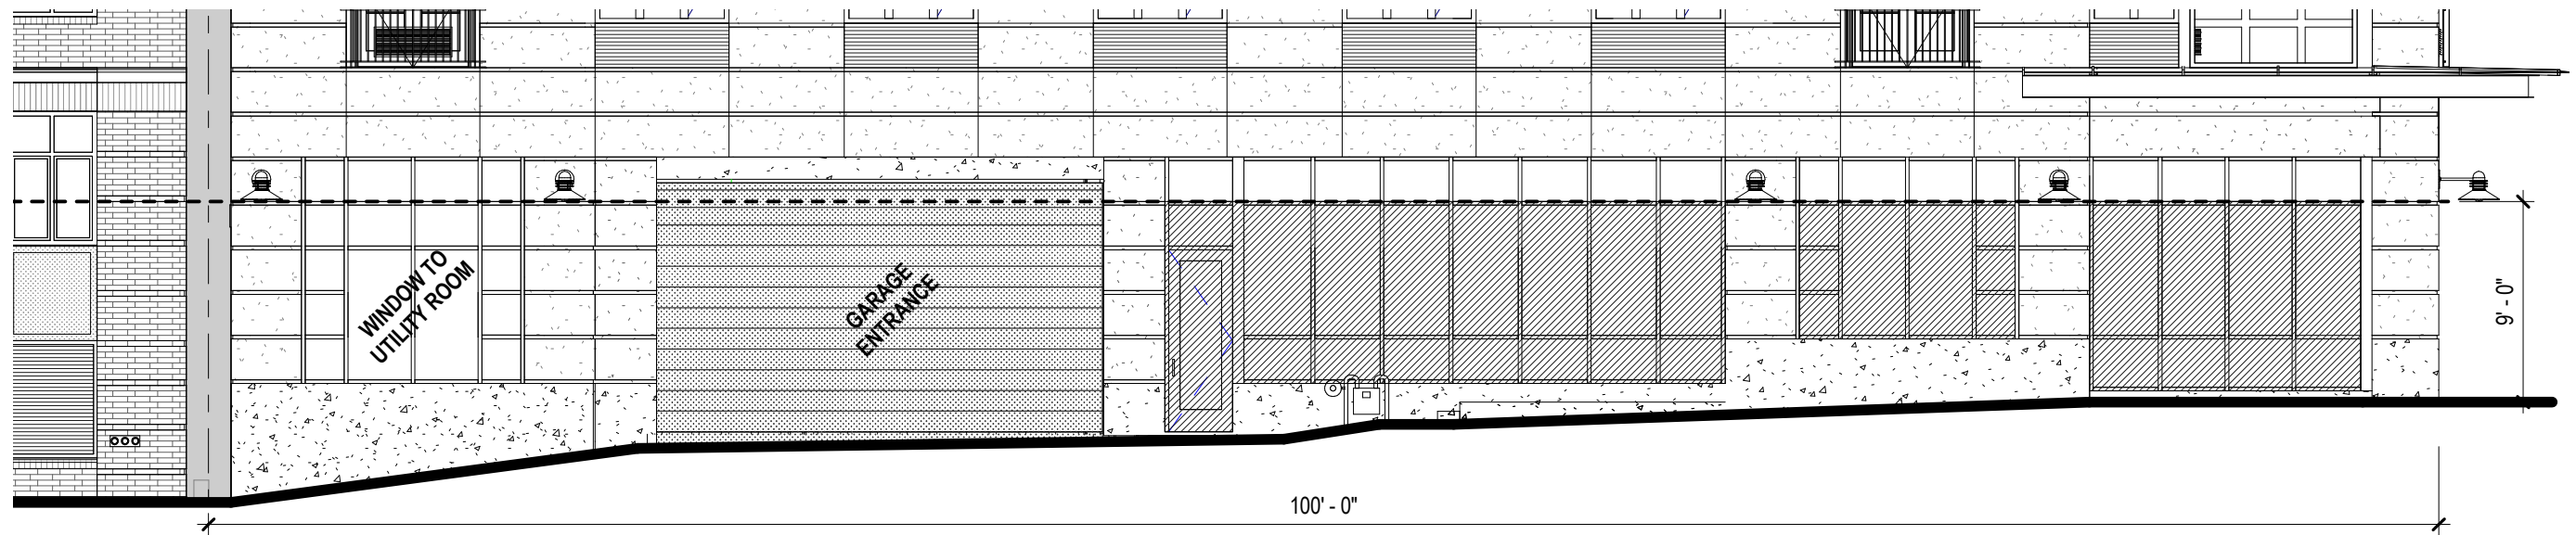 WINDOW TO
UTILITY ROOM
GARAGE
ENTRANCE
9' - 0"
100' - 0"